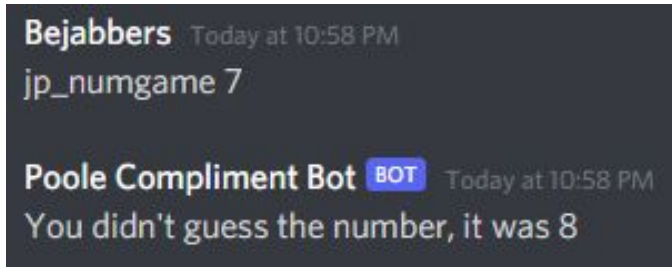 Bejabbers Today at 10:58 PM
jp_numgame 7
Poole Compliment Bot BOT Today at 10:58 PM
You didn't guess the number, it was 8